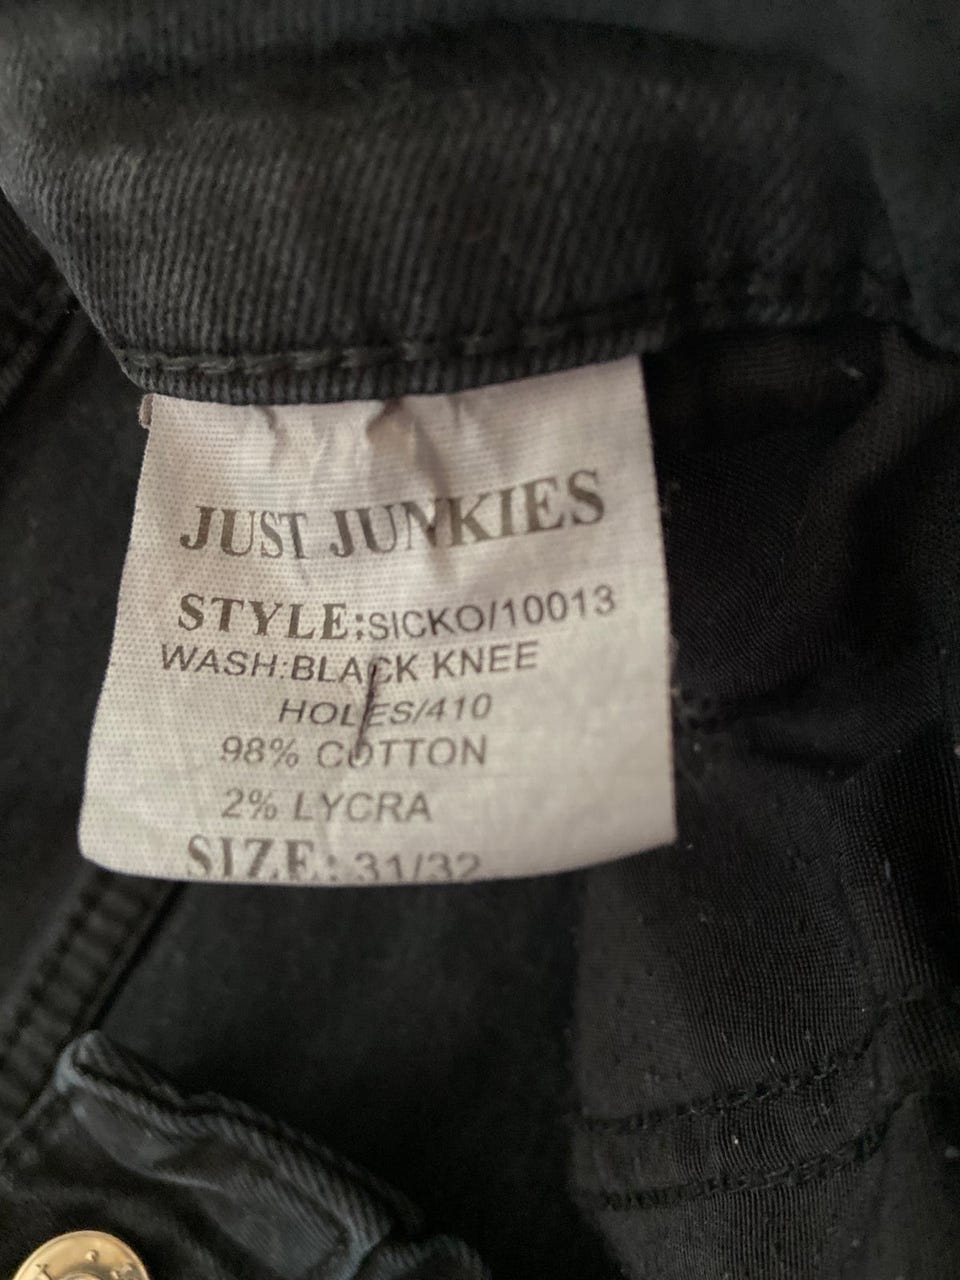 JUST JUNKIES
STYLE:SICKO/10013
WASH:BLACK KNEE
HOLES/410
98% COTTON
2% LYCRA
SIZE: 31/32